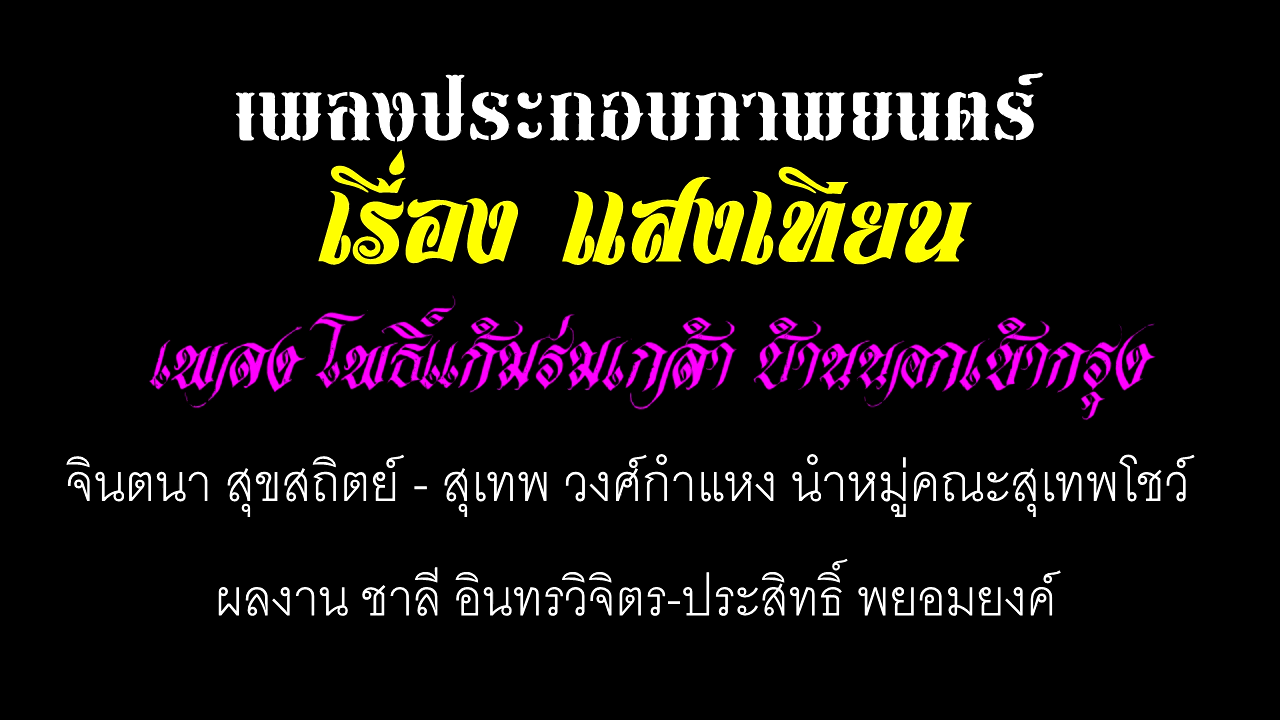 เพลงประกอบภาพยนตร์
เรื่อง แสงเทียน
เพลง โพธิ์แก้มร่มเกล้า บ้านนอกเข้ากรุง
จินตนา สุขสถิตย์ - สุเทพ วงศ์กำแหง นำหมู่คณะสุเทพโชว์
ผลงาน ชาลี อินทรวิจิตร-ประสิทธิ์ พยอมยงค์